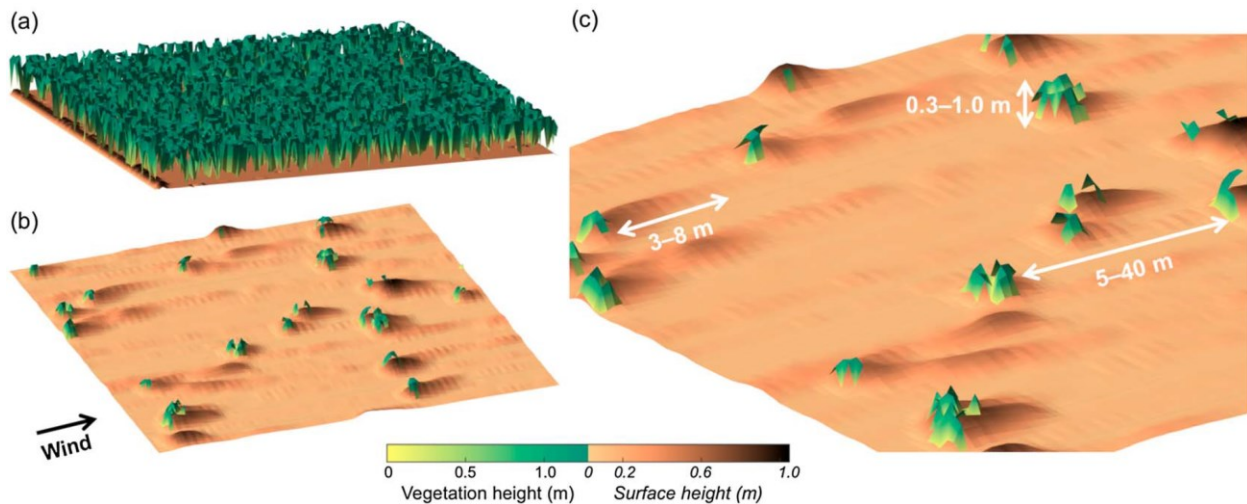 (a)
(c)
0.3–1.0 m
3–8 m
5–40 m
(b)
Wind
0 0.5 1.0 0 0.2 0.6 1.0
Vegetation height (m) Surface height (m)